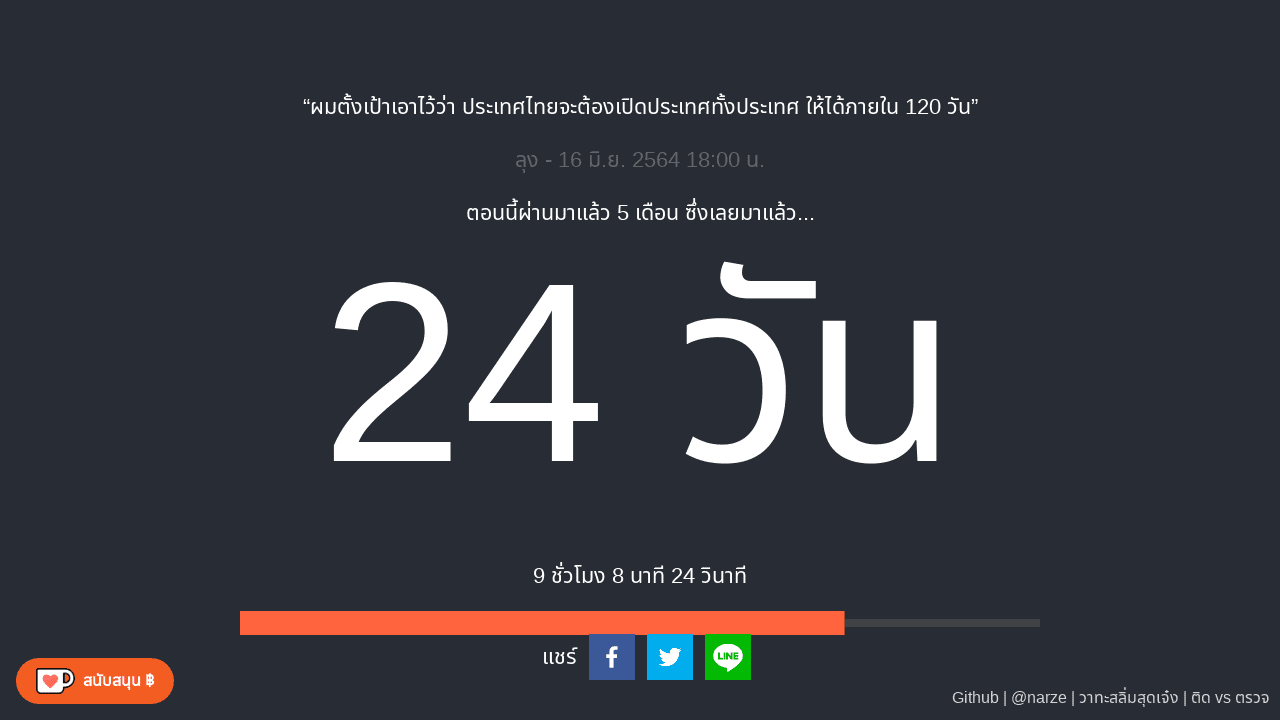 “ผมตั้งเป้าเอาไว้ว่า ประเทศไทยจะต้องเปิดประเทศทั้งประเทศ ให้ได้ภายใน 120 วัน”
ลุง - 16 มิ.ย. 2564 18:00 น.
ตอนนี้ผ่านมาแล้ว 5 เดือน ซึ่งเลยมาแล้ว...
24 วัน
9 ชั่วโมง 8 นาที 24 วินาที
แชร์
LINE
สนับสนุน ฿
Github | @narze | วาทะสลิ่มสุดเจ๋ง | ติด vs ตรวจ